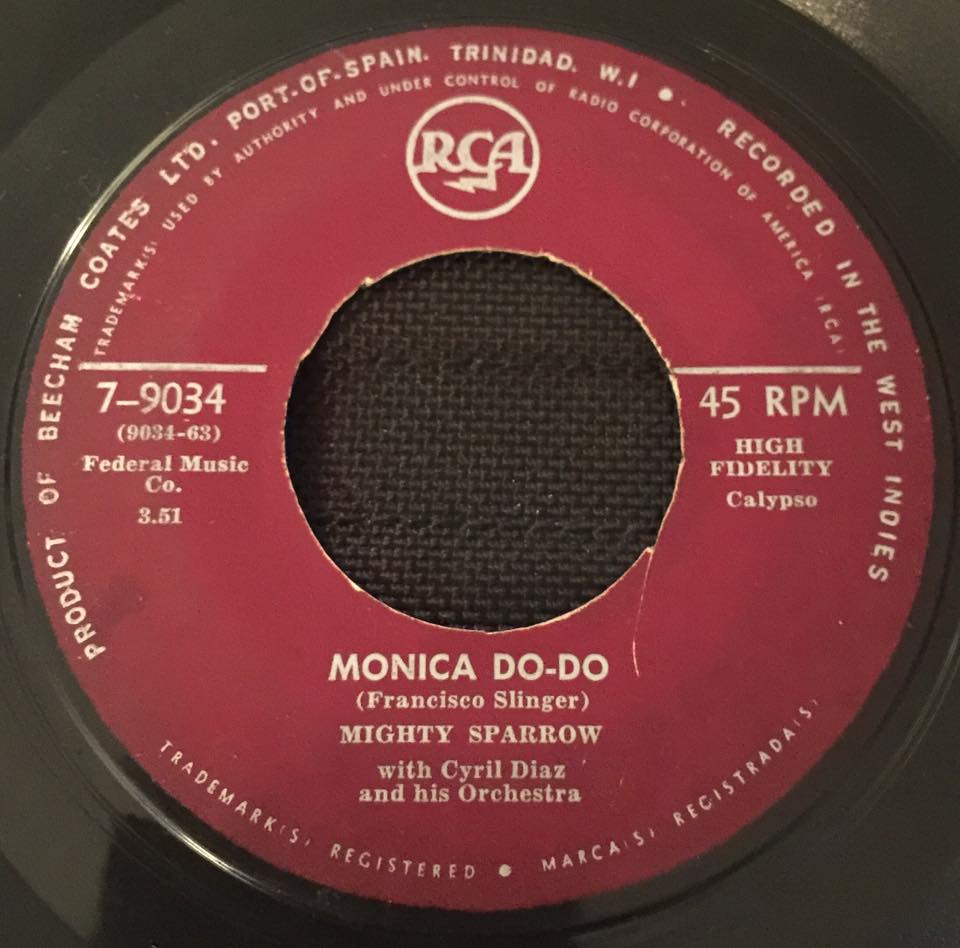 PRODUCT OF BEECHAM COATES LTD. PORT-OF-SPAIN. TRINIDAD. W.I • RECORDED IN THE WEST INDIES
TRADEMARK(S) USED BY AUTHORITY AND UNDER CONTROL OF RADIO CORPORATION OF AMERICA (RCA)
RCA
7-9034
(9034-63)
Federal Music
Co.
3.51
45 RPM
HIGH
FIDELITY
Calypso
MONICA DO-DO
(Francisco Slinger)
MIGHTY SPARROW
with Cyril Diaz
and his Orchestra
TRADEMARK(S) REGISTERED • MARCA(S) REGISTRADA(S)